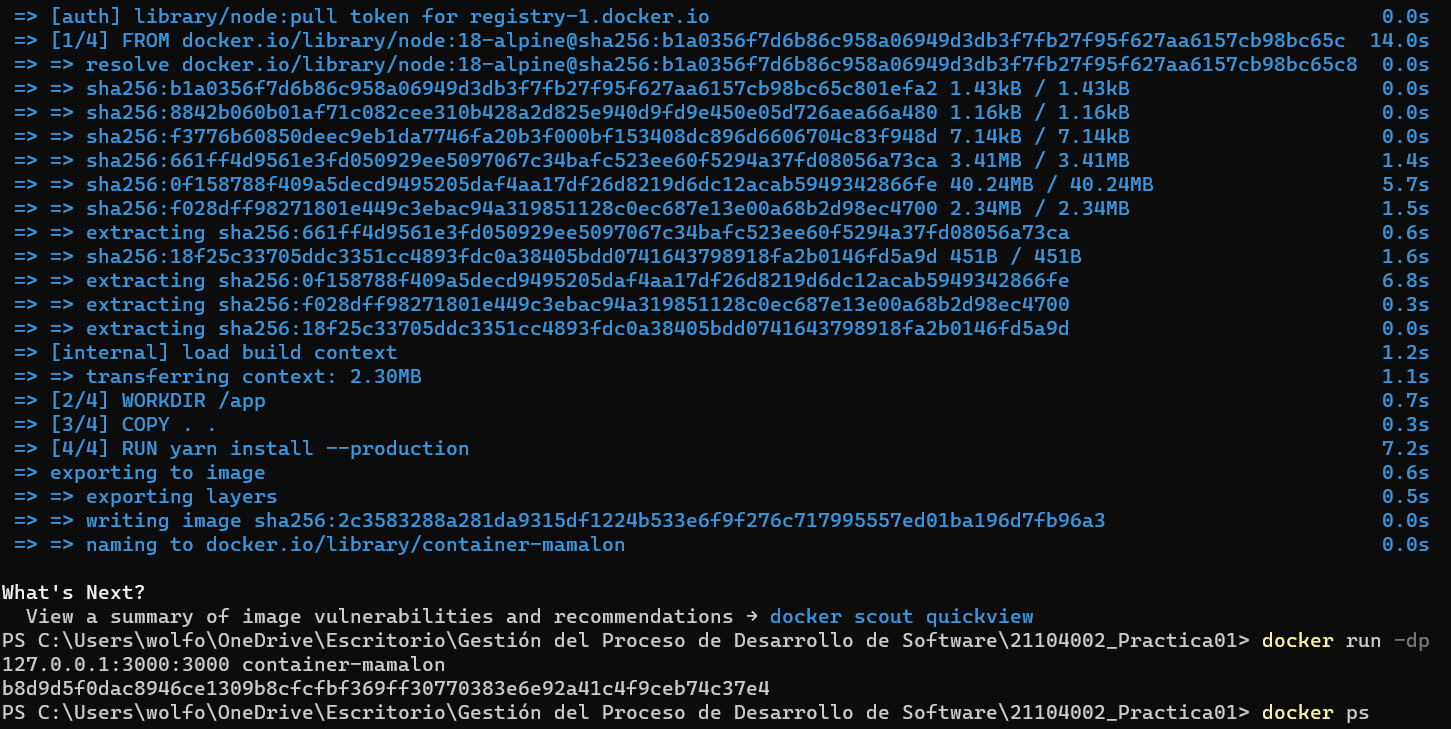 => [auth] library/node:pull token for registry-1.docker.io 0.0s
=> [1/4] FROM docker.io/library/node:18-alpine@sha256:b1a0356f7d6b86c958a06949d3db3f7fb27f95f627aa6157cb98bc65c 14.0s
=> => resolve docker.io/library/node:18-alpine@sha256:b1a0356f7d6b86c958a06949d3db3f7fb27f95f627aa6157cb98bc65c8 0.0s
=> => sha256:b1a0356f7d6b86c958a06949d3db3f7fb27f95f627aa6157cb98bc65c801efa2 1.43kB / 1.43kB 0.0s
=> => sha256:8842b060b01af71c082cee310b428a2d825e940d9fd9e450e05d726aea66a480 1.16kB / 1.16kB 0.0s
=> => sha256:f3776b60850deec9eb1da7746fa20b3f000bf153408dc896d6606704c83f948d 7.14kB / 7.14kB 0.0s
=> => sha256:661ff4d9561e3fd050929ee5097067c34bafc523ee60f5294a37fd08056a73ca 3.41MB / 3.41MB 1.4s
=> => sha256:0f158788f409a5decd9495205daf4aa17df26d8219d6dc12acab5949342866fe 40.24MB / 40.24MB 5.7s
=> => sha256:f028dff98271801e449c3ebac94a319851128c0ec687e13e00a68b2d98ec4700 2.34MB / 2.34MB 1.5s
=> => extracting sha256:661ff4d9561e3fd050929ee5097067c34bafc523ee60f5294a37fd08056a73ca 0.6s
=> => sha256:18f25c33705ddc3351cc4893fdc0a38405bdd0741643798918fa2b0146fd5a9d 451B / 451B 1.6s
=> => extracting sha256:0f158788f409a5decd9495205daf4aa17df26d8219d6dc12acab5949342866fe 6.8s
=> => extracting sha256:f028dff98271801e449c3ebac94a319851128c0ec687e13e00a68b2d98ec4700 0.3s
=> => extracting sha256:18f25c33705ddc3351cc4893fdc0a38405bdd0741643798918fa2b0146fd5a9d 0.0s
=> [internal] load build context 1.2s
=> => transferring context: 2.30MB 1.1s
=> [2/4] WORKDIR /app 0.7s
=> [3/4] COPY . . 0.3s
=> [4/4] RUN yarn install --production 7.2s
=> exporting to image 0.6s
=> => exporting layers 0.5s
=> => writing image sha256:2c3583288a281da9315df1224b533e6f9f276c717995557ed01ba196d7fb96a3 0.0s
=> => naming to docker.io/library/container-mamalon 0.0s
What's Next?
View a summary of image vulnerabilities and recommendations → docker scout quickview
PS C:\Users\wolfo\OneDrive\Escritorio\Gestión del Proceso de Desarrollo de Software\21104002_Practica01> docker run -dp
127.0.0.1:3000:3000 container-mamalon
b8d9d5f0dac8946ce1309b8cfcfbf369ff30770383e6e92a41c4f9ceb74c37e4
PS C:\Users\wolfo\OneDrive\Escritorio\Gestión del Proceso de Desarrollo de Software\21104002_Practica01> docker ps